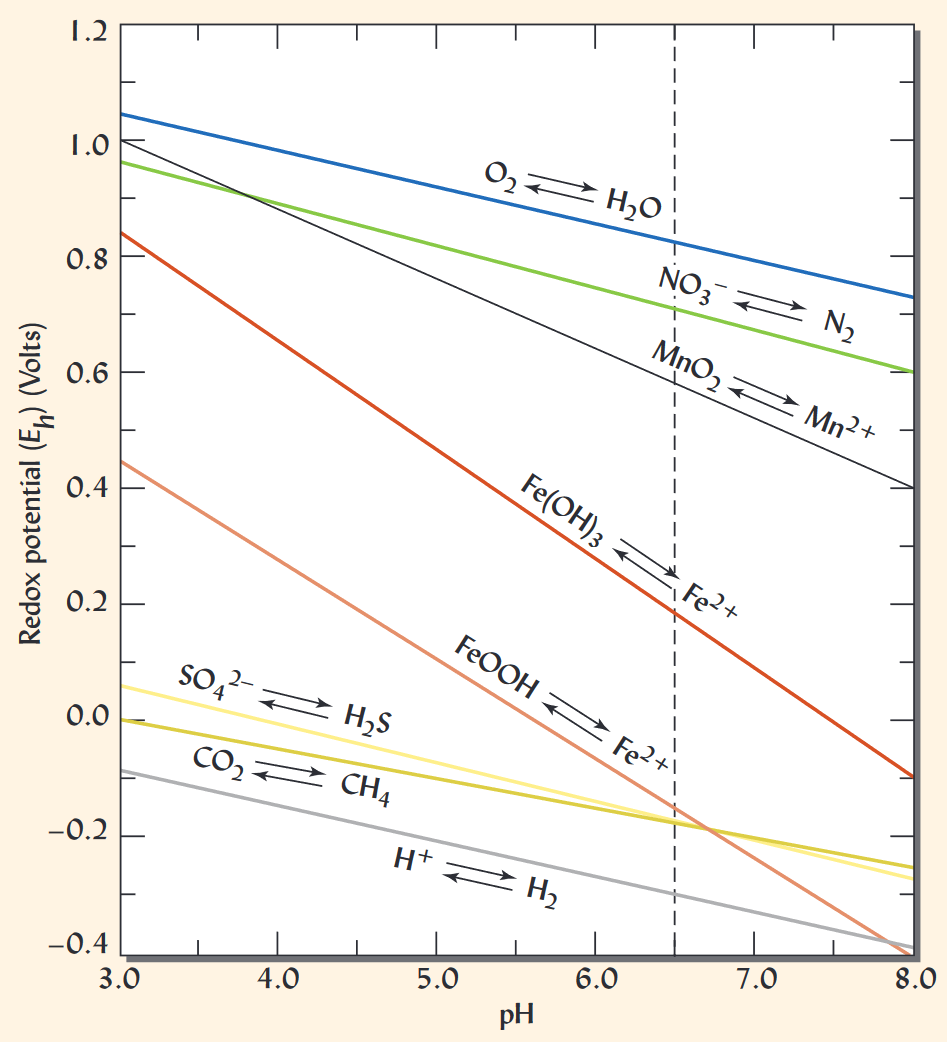 1.2
1.0
0.8
0.6
0.4
0.2
0.0
−0.2
−0.4
Redox potential (E_h) (Volts)
O₂ ⇌ H₂O
NO₃⁻ ⇌ N₂
MnO₂ ⇌ Mn²⁺
Fe(OH)₃ ⇌ Fe²⁺
FeOOH ⇌ Fe²⁺
SO₄²⁻ ⇌ H₂S
CO₂ ⇌ CH₄
H⁺ ⇌ H₂
3.0 4.0 5.0 6.0 7.0 8.0
pH